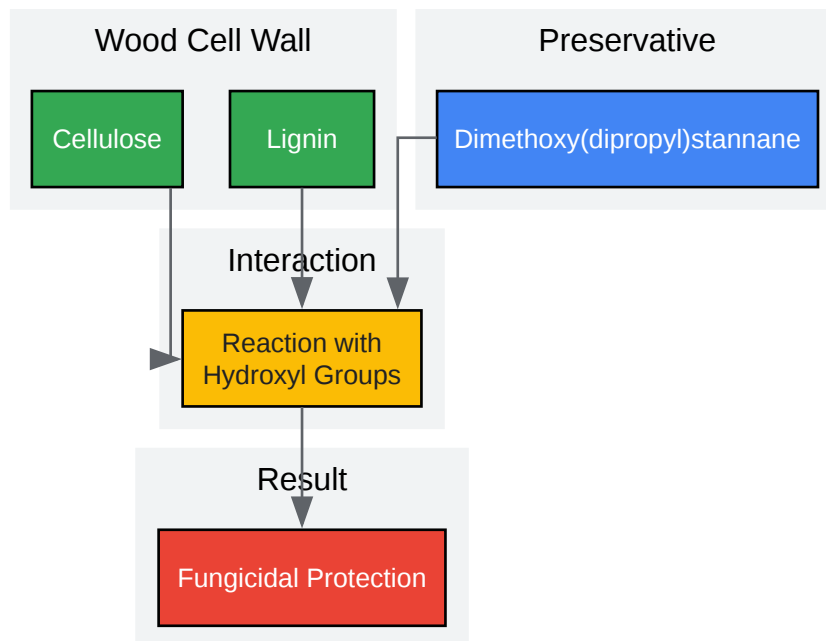 Wood Cell Wall
Preservative
Cellulose
Lignin
Dimethoxy(dipropyl)stannane
Interaction
Reaction with
Hydroxyl Groups
Result
Fungicidal Protection